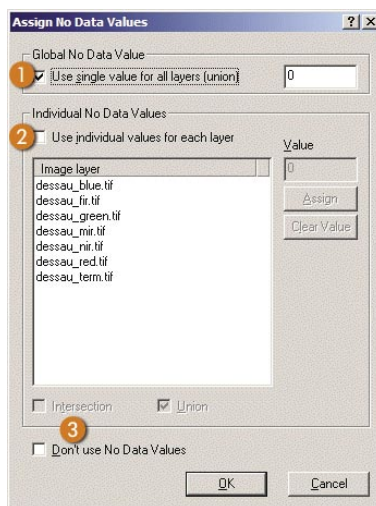 Assign No Data Values
Global No Data Value
1 Use single value for all layers (union) 0
Individual No Data Values
2 Use individual values for each layer
Value
0
Image layer
Assign
Clear Value
dessau_blue.tif
dessau_fir.tif
dessau_green.tif
dessau_mir.tif
dessau_nir.tif
dessau_red.tif
dessau_term.tif
Intersection Union
3
Don't use No Data Values
OK Cancel